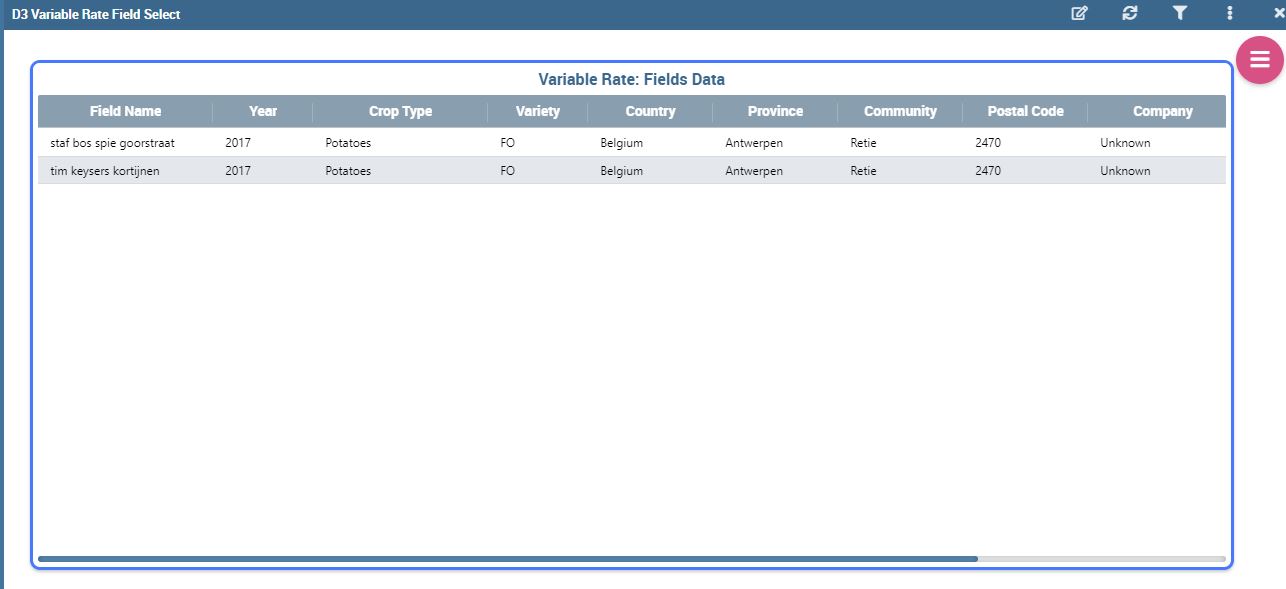 D3 Variable Rate Field Select
Variable Rate: Fields Data
Field Name Year Crop Type Variety Country Province Community Postal Code Company
staf bos spie goorstraat 2017 Potatoes FO Belgium Antwerpen Retie 2470 Unknown
tim keysers kortijnen 2017 Potatoes FO Belgium Antwerpen Retie 2470 Unknown